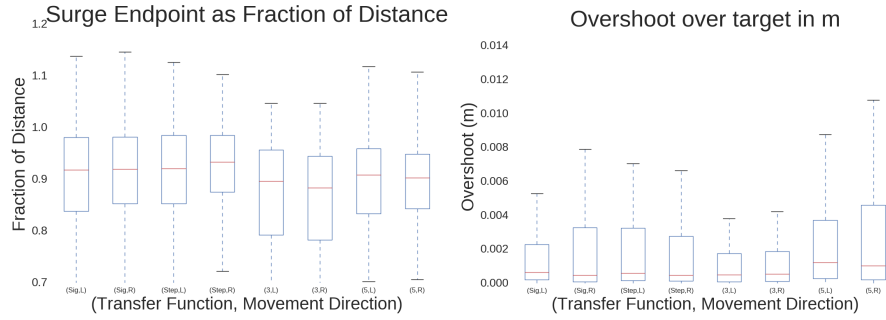 Surge Endpoint as Fraction of Distance
1.2
1.1
1.0
0.9
0.8
0.7
Fraction of Distance
(Sig,L) (Sig,R) (Step,L) (Step,R) (3,L) (3,R) (5,L) (5,R)
(Transfer Function, Movement Direction)
Overshoot over target in m
0.014
0.012
0.010
0.008
0.006
0.004
0.002
0.000
Overshoot (m)
(Sig,L) (Sig,R) (Step,L) (Step,R) (3,L) (3,R) (5,L) (5,R)
(Transfer Function, Movement Direction)